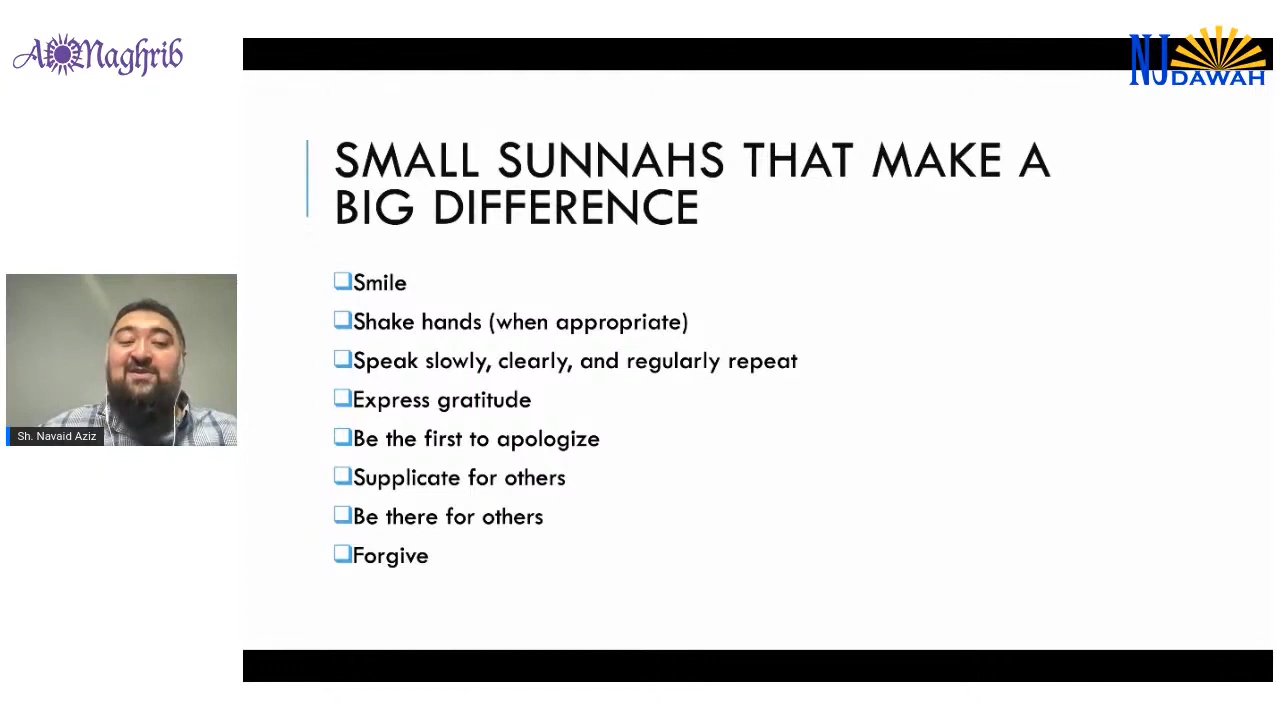 AlMaghrib
NJ
DAWAH
SMALL SUNNAHS THAT MAKE A
BIG DIFFERENCE
Smile
Shake hands (when appropriate)
Speak slowly, clearly, and regularly repeat
Express gratitude
Be the first to apologize
Supplicate for others
Be there for others
Forgive
Sh. Navaid Aziz